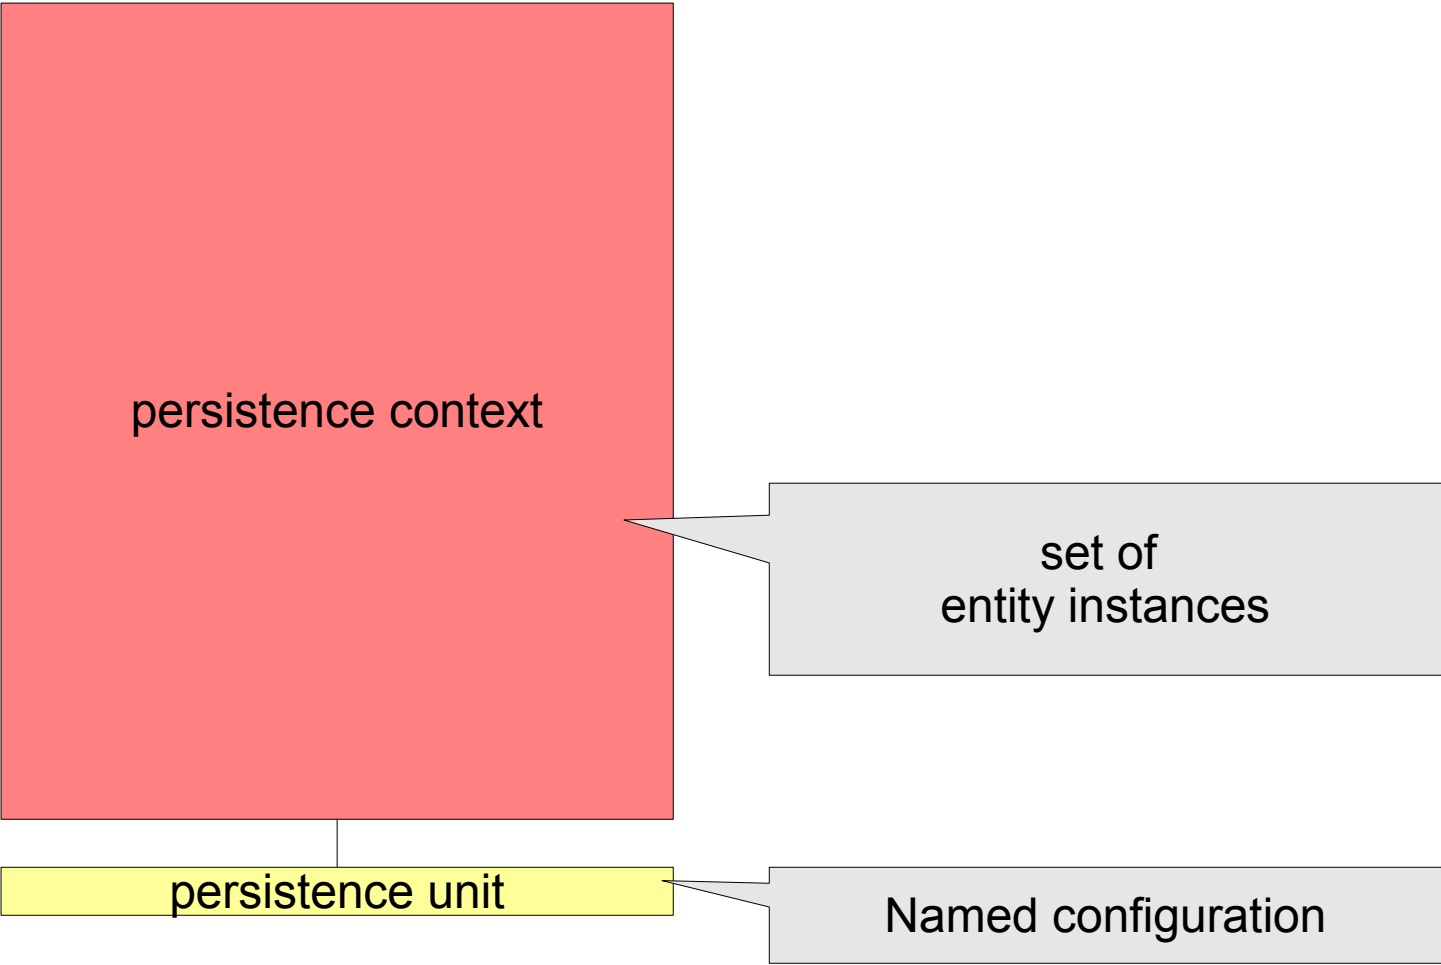 persistence context
set of
entity instances
persistence unit
Named configuration